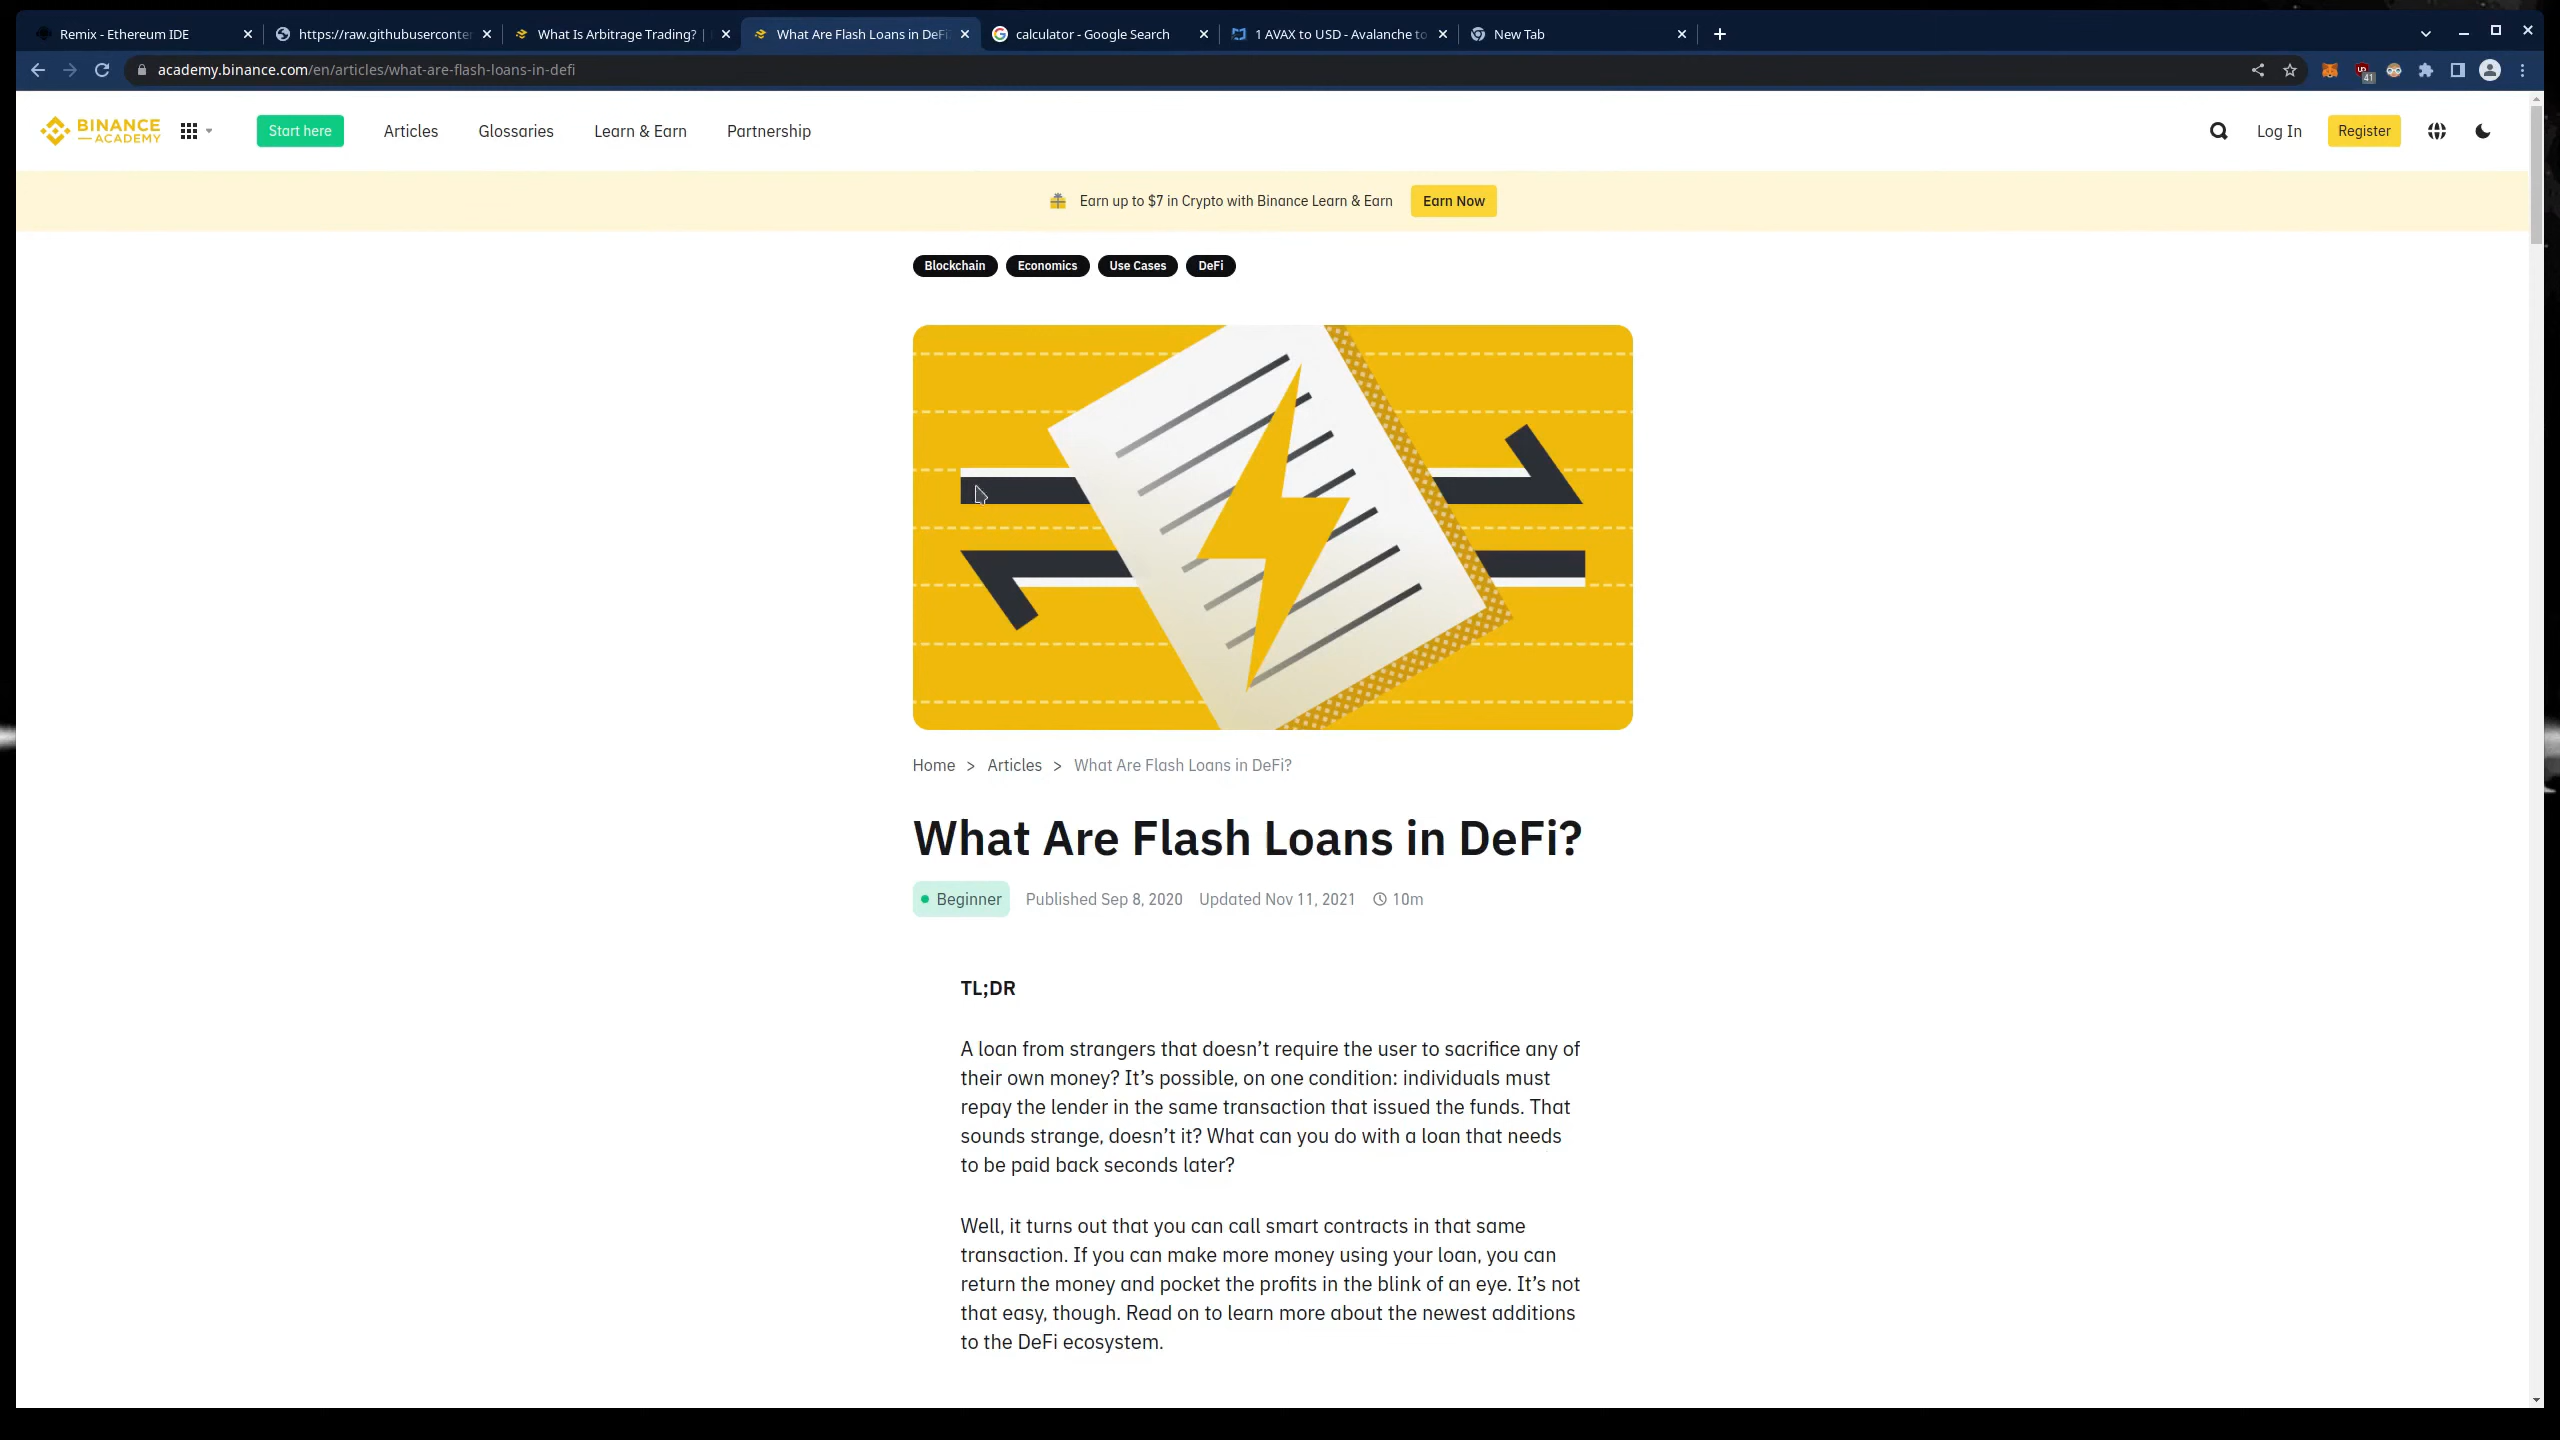 Remix - Ethereum IDE
https://raw.githubuserconter
What Is Arbitrage Trading? |
What Are Flash Loans in DeFi
calculator - Google Search
1 AVAX to USD - Avalanche to
New Tab
academy.binance.com/en/articles/what-are-flash-loans-in-defi
41
BINANCE
ACADEMY
Start here
Articles
Glossaries
Learn & Earn
Partnership
Log In
Register
Earn up to $7 in Crypto with Binance Learn & Earn
Earn Now
Blockchain
Economics
Use Cases
DeFi
Home > Articles > What Are Flash Loans in DeFi?
What Are Flash Loans in DeFi?
Beginner
Published Sep 8, 2020
Updated Nov 11, 2021
10m
TL;DR
A loan from strangers that doesn’t require the user to sacrifice any of
their own money? It’s possible, on one condition: individuals must
repay the lender in the same transaction that issued the funds. That
sounds strange, doesn’t it? What can you do with a loan that needs
to be paid back seconds later?
Well, it turns out that you can call smart contracts in that same
transaction. If you can make more money using your loan, you can
return the money and pocket the profits in the blink of an eye. It’s not
that easy, though. Read on to learn more about the newest additions
to the DeFi ecosystem.